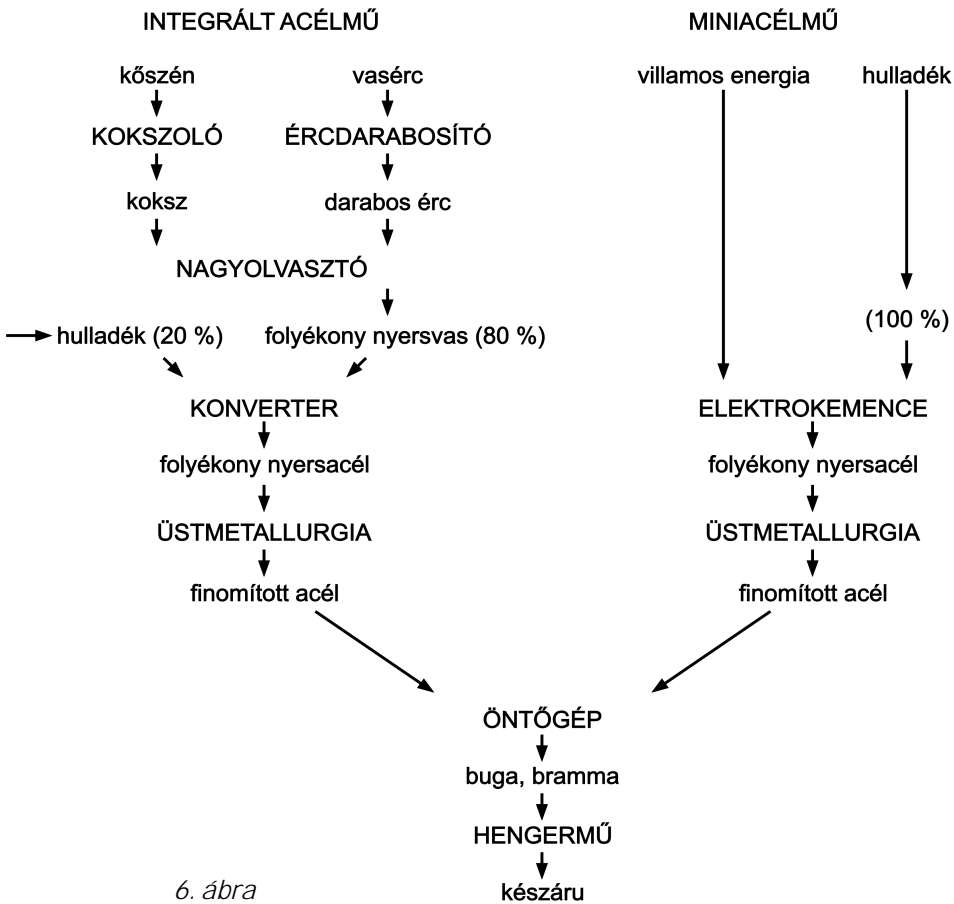 INTEGRÁLT ACÉLMŰ MINIACÉLMŰ
kőszén vasérc villamos energia hulladék
KOKSZOLÓ ÉRCDARABOSÍTÓ
koksz darabos érc
NAGYOLVASZTÓ
hulladék (20 %) folyékony nyersvas (80 %) (100 %)
KONVERTER ELEKTROKEMENCE
folyékony nyersacél folyékony nyersacél
ÜSTMETALLURGIA ÜSTMETALLURGIA
finomított acél finomított acél
ÖNTŐGÉP
buga, bramma
HENGERMŰ
6. ábra készáru